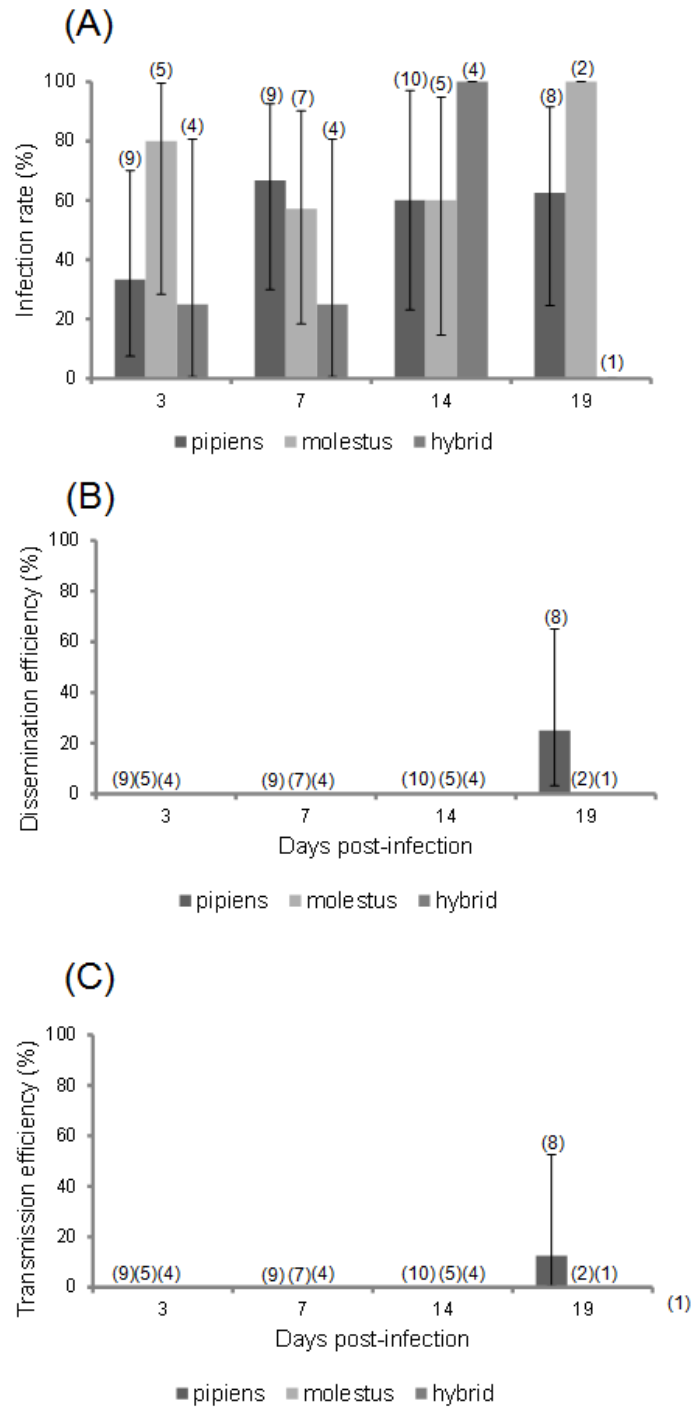 (A)
Infection rate (%)
100
80
60
40
20
0
(9) (5) (4)
(9) (7) (4)
(10) (5) (4)
(8) (2) (1)
3 7 14 19
pipiens molestus hybrid
(B)
Dissemination efficiency (%)
100
80
60
40
20
0
(9)(5)(4)
(9)(7)(4)
(10)(5)(4)
(8)
(2)(1)
3 7 14 19
Days post-infection
pipiens molestus hybrid
(C)
Transmission efficiency (%)
100
80
60
40
20
0
(9)(5)(4)
(9)(7)(4)
(10)(5)(4)
(8)
(2)(1)
(1)
3 7 14 19
Days post-infection
pipiens molestus hybrid